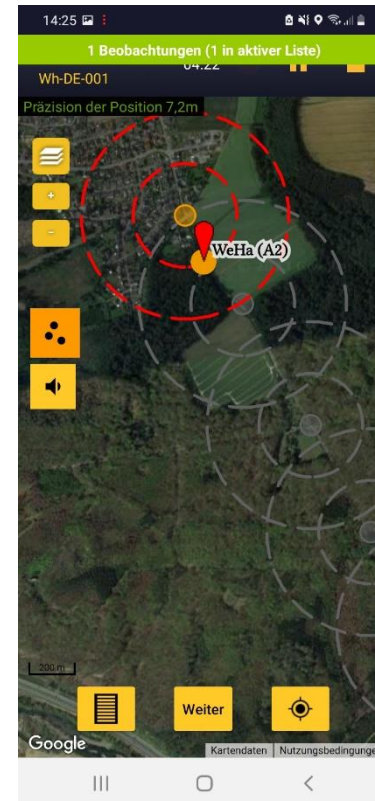 14:25
1 Beobachtungen (1 in aktiver Liste)
04:22
Wh-DE-001
Präzision der Position 7,2m
+
-
WeHa (A2)
200 m
Weiter
Google
Kartendaten
Nutzungsbedingunge